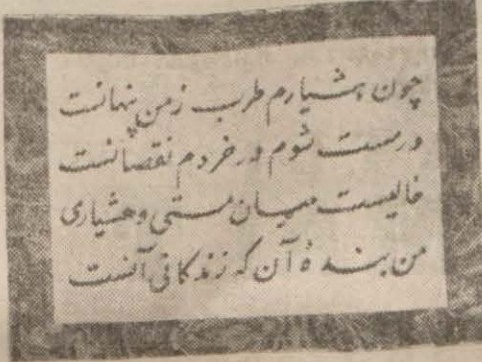 چون هشیارم طرب زمن پنهانست
ور مست شوم در خردم نقصانست
حالیست میان مستی و هشیاری
من بندهٔ آن که زندگانی آنست